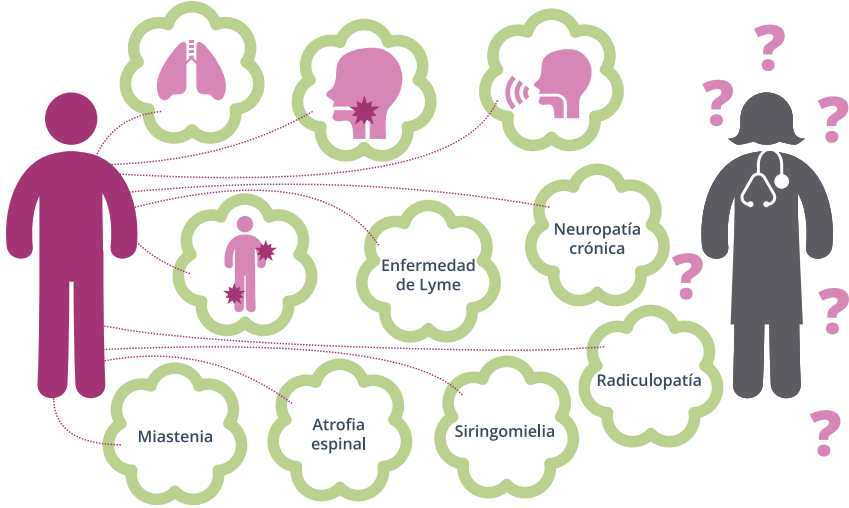 ?
?
?
Neuropatía
crónica
Enfermedad
de Lyme
?
?
Radiculopatía
Miastenia
Atrofia
espinal
Siringomielia
?